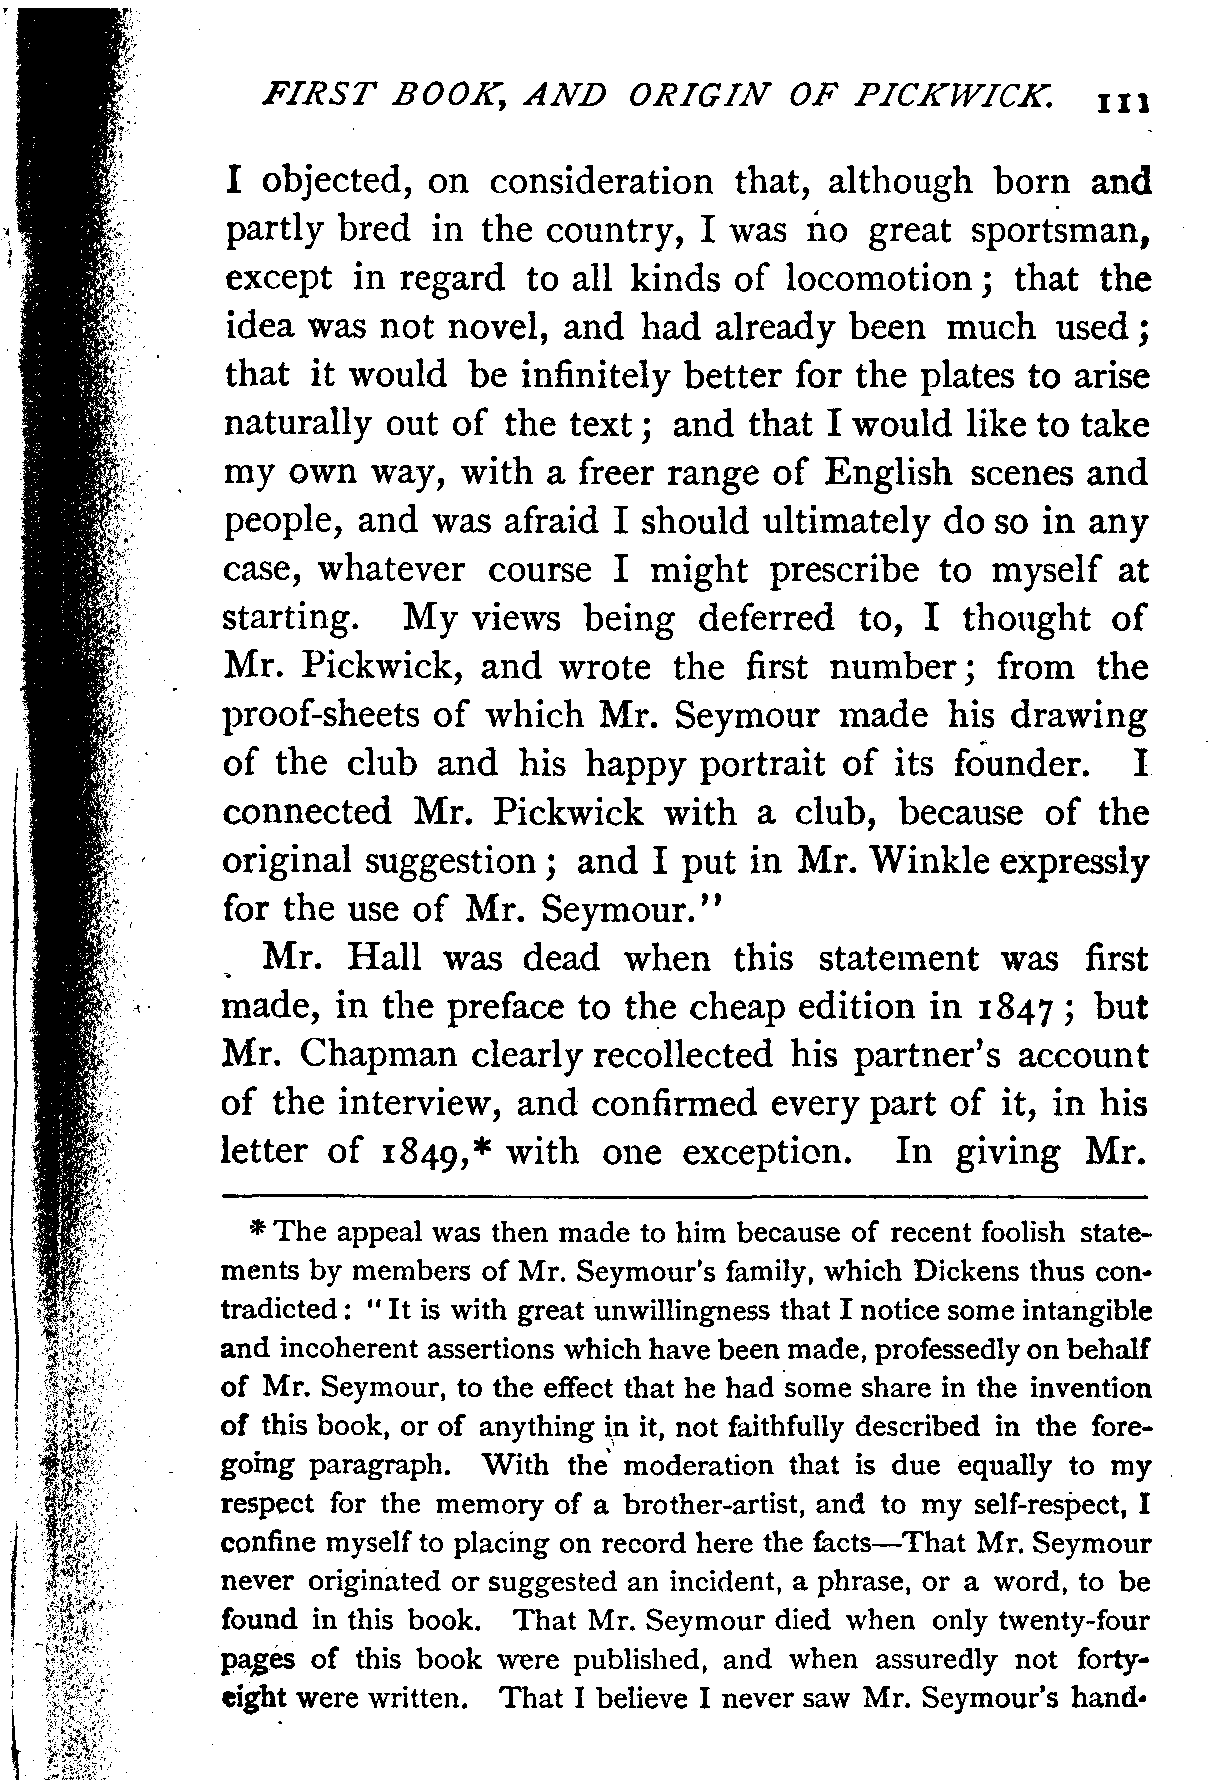 FIRST BOOK, AND ORIGIN OF PICKWICK. 111
I objected, on consideration that, although born and
partly bred in the country, I was no great sportsman,
except in regard to all kinds of locomotion; that the
idea was not novel, and had already been much used;
that it would be infinitely better for the plates to arise
naturally out of the text; and that I would like to take
my own way, with a freer range of English scenes and
people, and was afraid I should ultimately do so in any
case, whatever course I might prescribe to myself at
starting. My views being deferred to, I thought of
Mr. Pickwick, and wrote the first number; from the
proof-sheets of which Mr. Seymour made his drawing
of the club and his happy portrait of its founder. I
connected Mr. Pickwick with a club, because of the
original suggestion; and I put in Mr. Winkle expressly
for the use of Mr. Seymour."
Mr. Hall was dead when this statement was first
made, in the preface to the cheap edition in 1847; but
Mr. Chapman clearly recollected his partner's account
of the interview, and confirmed every part of it, in his
letter of 1849,* with one exception. In giving Mr.
* The appeal was then made to him because of recent foolish state-
ments by members of Mr. Seymour's family, which Dickens thus con-
tradicted: "It is with great unwillingness that I notice some intangible
and incoherent assertions which have been made, professedly on behalf
of Mr. Seymour, to the effect that he had some share in the invention
of this book, or of anything in it, not faithfully described in the fore-
going paragraph. With the moderation that is due equally to my
respect for the memory of a brother-artist, and to my self-respect, I
confine myself to placing on record here the facts—That Mr. Seymour
never originated or suggested an incident, a phrase, or a word, to be
found in this book. That Mr. Seymour died when only twenty-four
pages of this book were published, and when assuredly not forty-
eight were written. That I believe I never saw Mr. Seymour's hand-